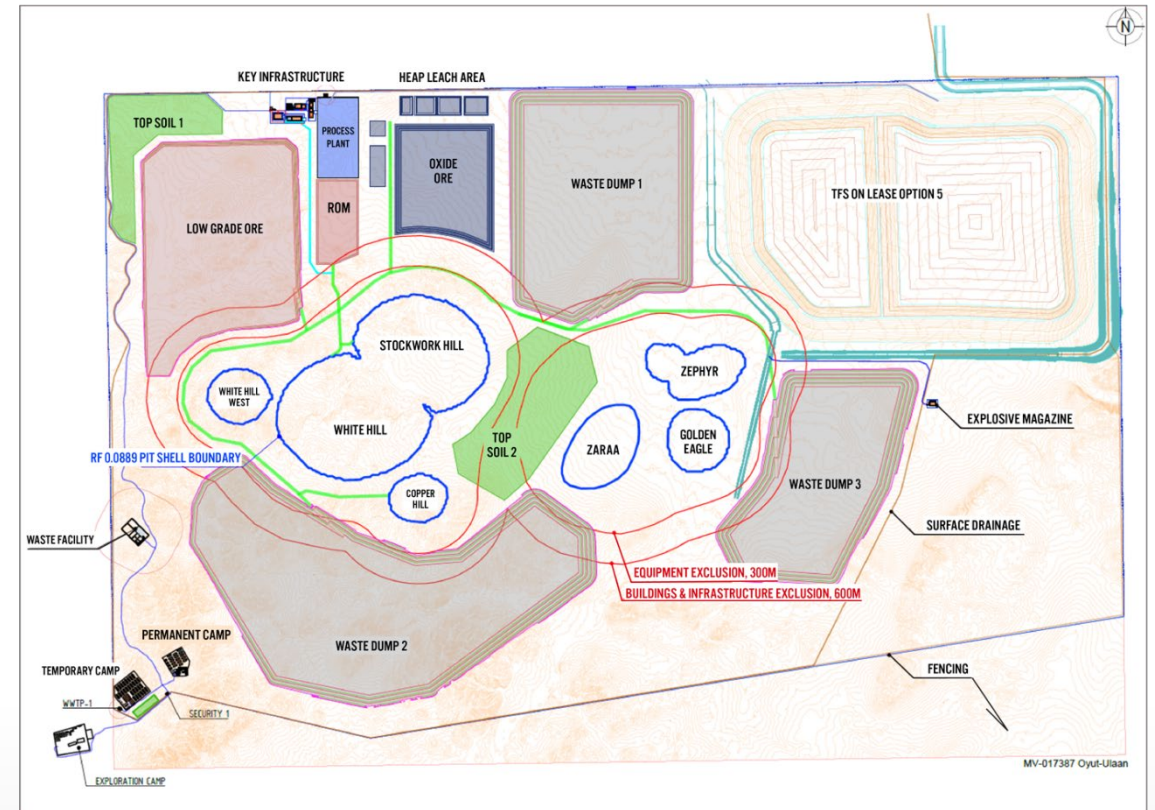 N
KEY INFRASTRUCTURE
HEAP LEACH AREA
TOP SOIL 1
PROCESS
PLANT
OXIDE
ORE
WASTE DUMP 1
TFS ON LEASE OPTION 5
ROM
LOW GRADE ORE
STOCKWORK HILL
ZEPHYR
WHITE HILL
WEST
WHITE HILL
TOP
SOIL 2
ZARAA
GOLDEN
EAGLE
EXPLOSIVE MAGAZINE
RF 0.0889 PIT SHELL BOUNDARY
COPPER
HILL
WASTE DUMP 3
SURFACE DRAINAGE
WASTE FACILITY
EQUIPMENT EXCLUSION, 300M
BUILDINGS & INFRASTRUCTURE EXCLUSION, 600M
PERMANENT CAMP
WASTE DUMP 2
TEMPORARY CAMP
FENCING
WWTP-1
SECURITY 1
MV-017387 Oyut-Ulaan
EXPLORATION CAMP